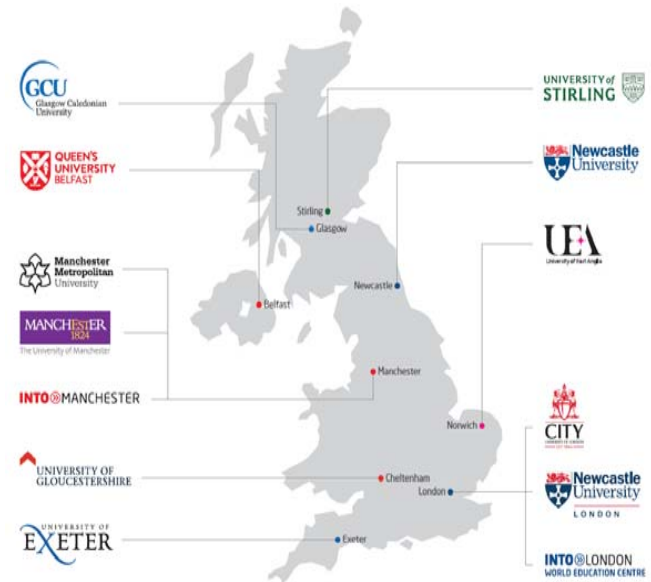 GCU
Glasgow Caledonian
University
QUEEN'S
UNIVERSITY
BELFAST
Manchester
Metropolitan
University
MANCHESTER
1824
The University of Manchester
INTO MANCHESTER
UNIVERSITY OF
GLOUCESTERSHIRE
UNIVERSITY OF
EXETER
Stirling
Glasgow
Newcastle
Belfast
Manchester
Norwich
Cheltenham
London
Exeter
UNIVERSITY of
STIRLING
Newcastle
University
UEA
University of East Anglia
CITY
Newcastle
University
LONDON
INTO LONDON
WORLD EDUCATION CENTRE